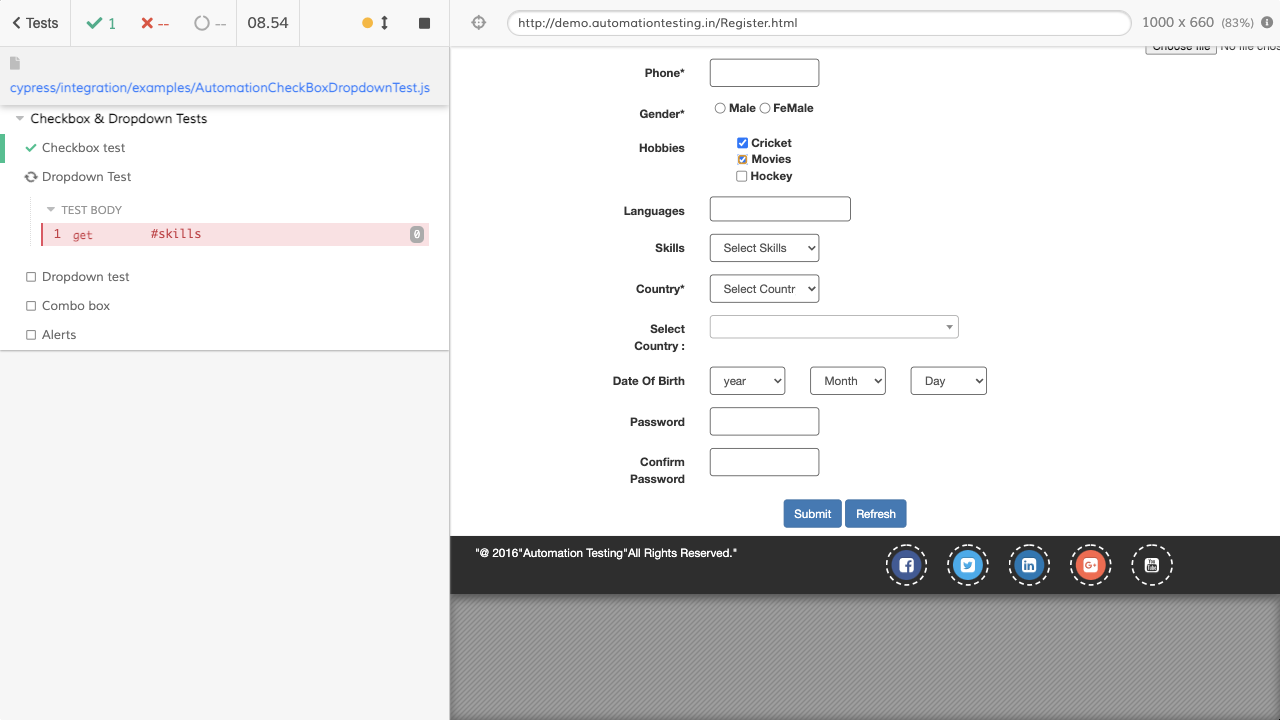 Tests
1
--
--
08.54
http://demo.automationtesting.in/Register.html
1000 x 660 (83%)
cypress/integration/examples/AutomationCheckBoxDropdownTest.js
Checkbox & Dropdown Tests
Checkbox test
Dropdown Test
TEST BODY
1 get #skills 0
Dropdown test
Combo box
Alerts
Choose file No file chos
Phone*
Gender* Male FeMale
Hobbies Cricket
Movies
Hockey
Languages
Skills Select Skills
Country* Select Countr
Select
Country :
Date Of Birth year Month Day
Password
Confirm
Password
Submit Refresh
"@ 2016"Automation Testing"All Rights Reserved."